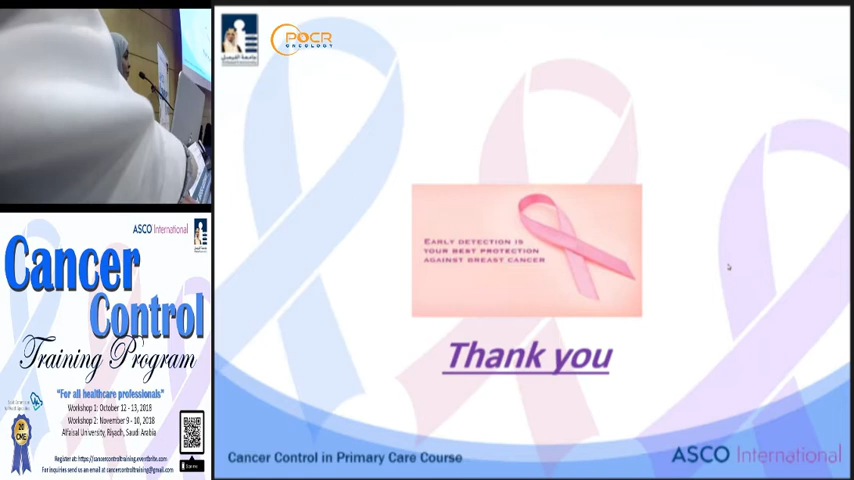 ASCO International
Cancer
Control
Training Program
"For all healthcare professionals"
Workshop 1: October 12 - 13, 2018
Workshop 2: November 9 - 10, 2018
Alfaisal University, Riyadh, Saudi Arabia
20
CME
Register at: https://cancercontroltraining.eventbrite.com
For inquiries send us an email at cancercontroltraining@gmail.com
POCR
ONCOLOGY
EARLY DETECTION IS
YOUR BEST PROTECTION
AGAINST BREAST CANCER
Thank you
Cancer Control in Primary Care Course
ASCO International